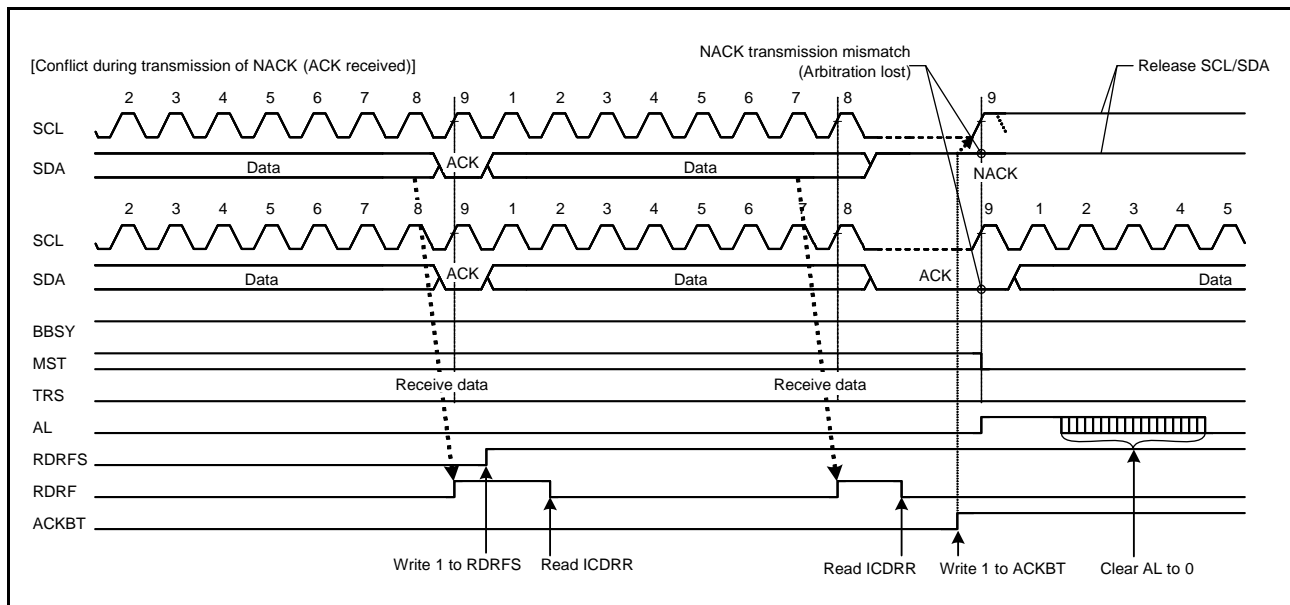 [Conflict during transmission of NACK (ACK received)]
NACK transmission mismatch
(Arbitration lost)
Release SCL/SDA
2 3 4 5 6 7 8 9 1 2 3 4 5 6 7 8 9
SCL
SDA
Data ACK Data NACK
2 3 4 5 6 7 8 9 1 2 3 4 5 6 7 8 9 1 2 3 4 5
SCL
SDA
Data ACK Data ACK Data
BBSY
MST
Receive data Receive data
TRS
AL
RDRFS
RDRF
ACKBT
Write 1 to RDRFS Read ICDRR Read ICDRR Write 1 to ACKBT Clear AL to 0